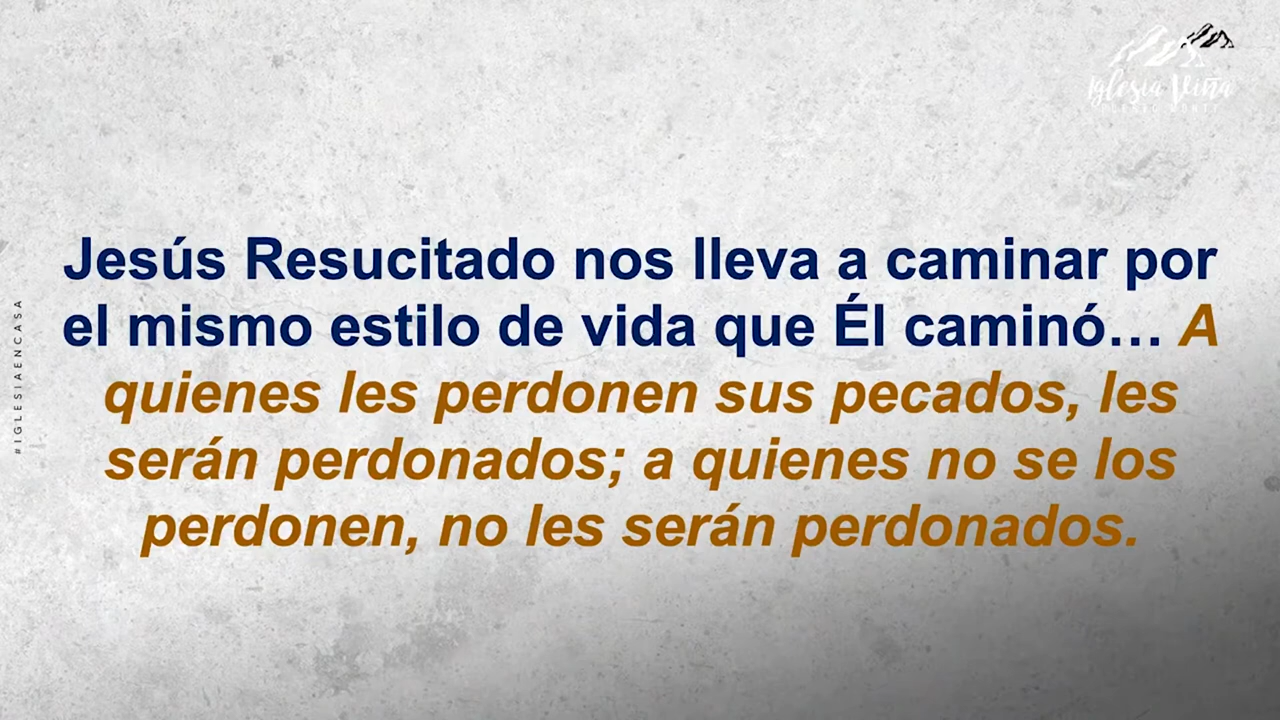 Iglesia Viña
Jesús Resucitado nos lleva a caminar por
el mismo estilo de vida que Él caminó... A
quienes les perdonen sus pecados, les
serán perdonados; a quienes no se los
perdonen, no les serán perdonados.
#IGLESIAENCASA